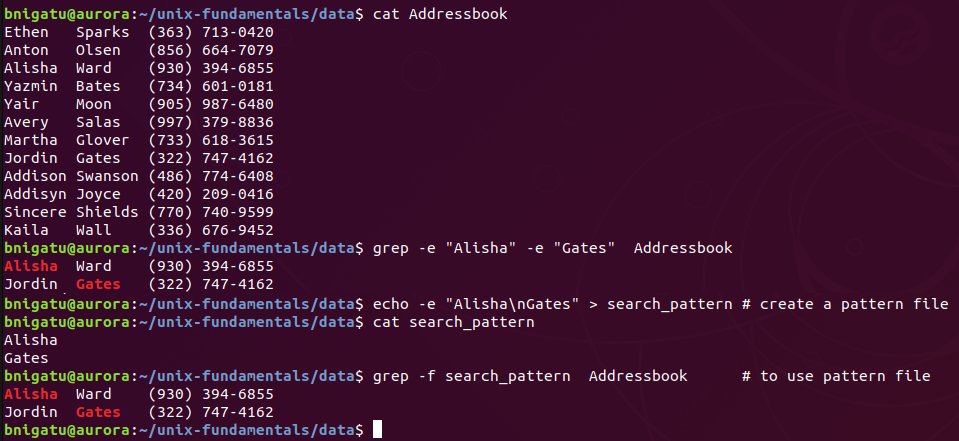 bnigatu@aurora:~/unix-fundamentals/data$ cat Addressbook
Ethen   Sparks  (363) 713-0420
Anton   Olsen   (856) 664-7079
Alisha  Ward    (930) 394-6855
Yazmin  Bates   (734) 601-0181
Yair    Moon    (905) 987-6480
Avery   Salas   (997) 379-8836
Martha  Glover  (733) 618-3615
Jordin  Gates   (322) 747-4162
Addison Swanson (486) 774-6408
Addisyn Joyce   (420) 209-0416
Sincere Shields (770) 740-9599
Kaila   Wall    (336) 676-9452
bnigatu@aurora:~/unix-fundamentals/data$ grep -e "Alisha" -e "Gates"  Addressbook
Alisha  Ward    (930) 394-6855
Jordin  Gates   (322) 747-4162
bnigatu@aurora:~/unix-fundamentals/data$ echo -e "Alisha\nGates" > search_pattern # create a pattern file
bnigatu@aurora:~/unix-fundamentals/data$ cat search_pattern
Alisha
Gates
bnigatu@aurora:~/unix-fundamentals/data$ grep -f search_pattern  Addressbook      # to use pattern file
Alisha  Ward    (930) 394-6855
Jordin  Gates   (322) 747-4162
bnigatu@aurora:~/unix-fundamentals/data$